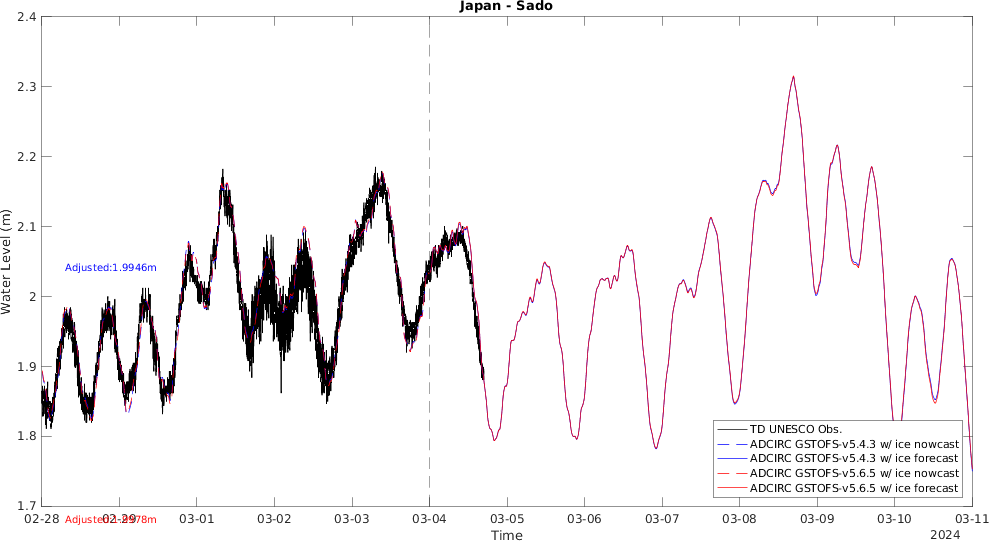 Japan - Sado
2.4
2.3
2.2
2.1
2
1.9
1.8
1.7
Water Level (m)
Adjusted:1.9946m
TD UNESCO Obs.
ADCIRC GSTOFS-v5.4.3 w/ ice nowcast
ADCIRC GSTOFS-v5.4.3 w/ ice forecast
ADCIRC GSTOFS-v5.6.5 w/ ice nowcast
ADCIRC GSTOFS-v5.6.5 w/ ice forecast
02-28 02-29 03-01 03-02 03-03 03-04 03-05 03-06 03-07 03-08 03-09 03-10 03-11
Time
2024